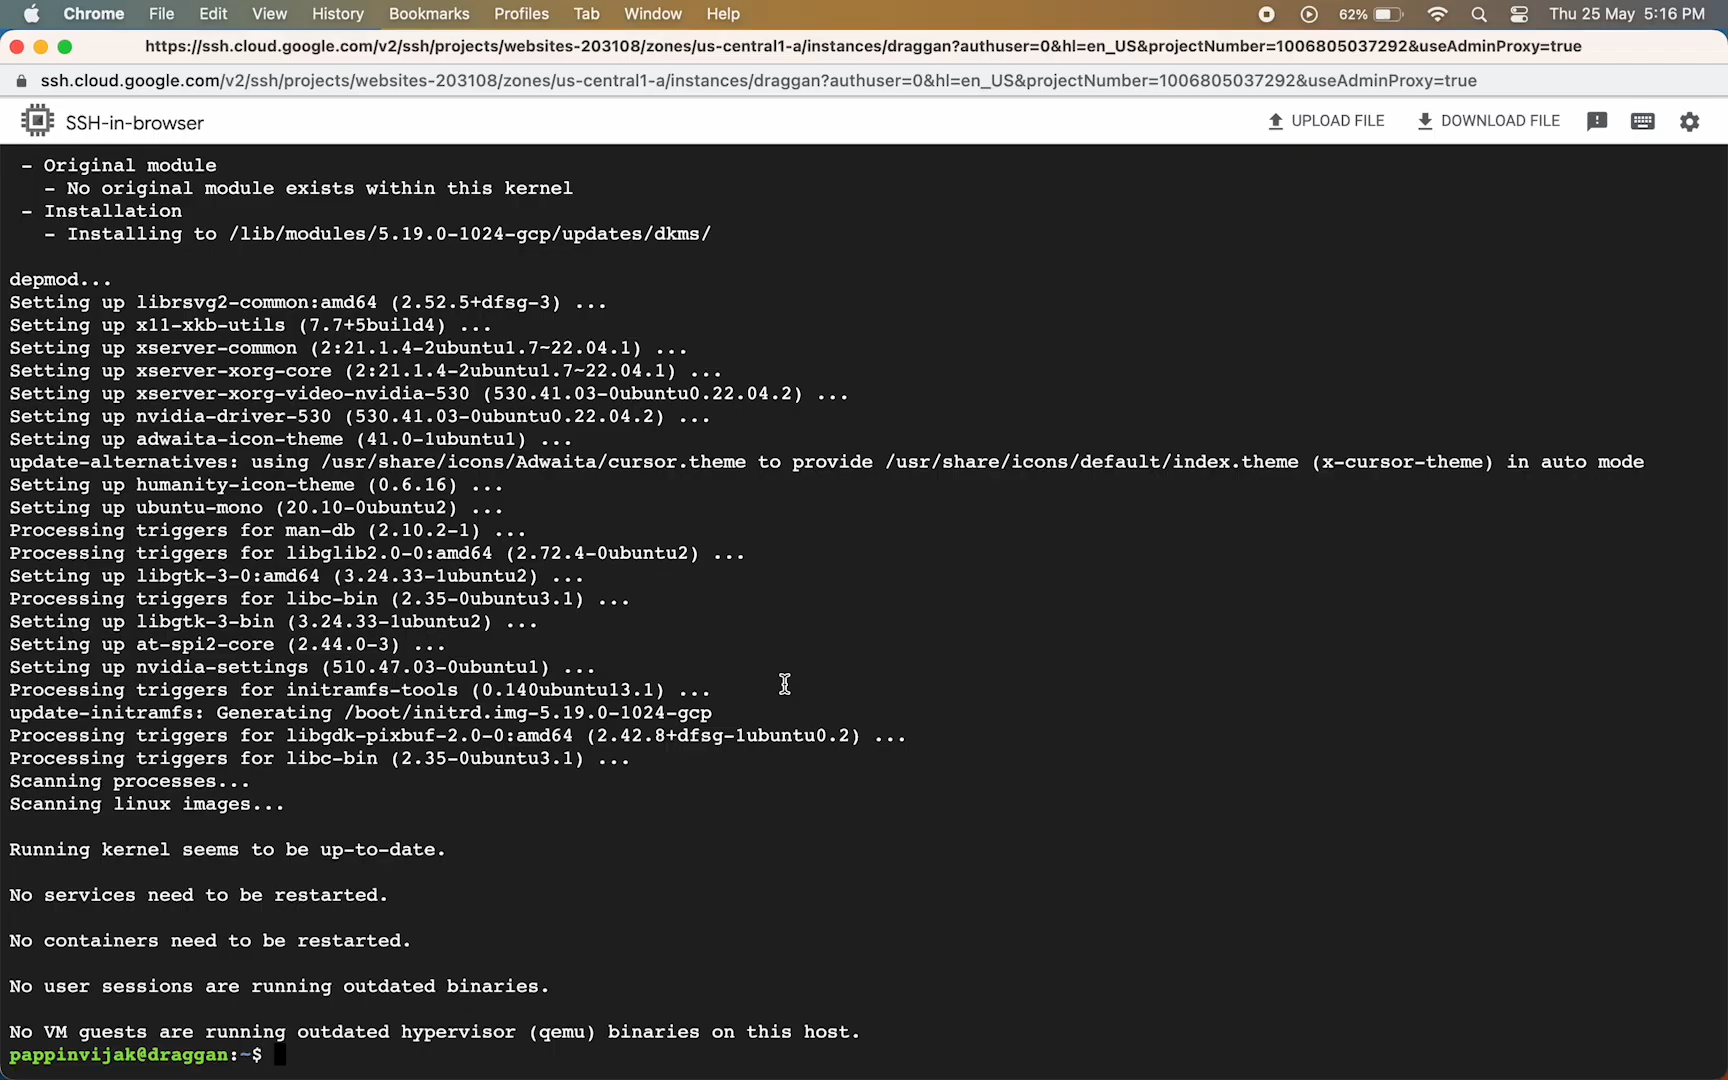 Chrome File Edit View History Bookmarks Profiles Tab Window Help 62% Thu 25 May 5:16 PM
https://ssh.cloud.google.com/v2/ssh/projects/websites-203108/zones/us-central1-a/instances/draggan?authuser=0&hl=en_US&projectNumber=1006805037292&useAdminProxy=true
ssh.cloud.google.com/v2/ssh/projects/websites-203108/zones/us-central1-a/instances/draggan?authuser=0&hl=en_US&projectNumber=1006805037292&useAdminProxy=true
SSH-in-browser UPLOAD FILE DOWNLOAD FILE
- Original module
- No original module exists within this kernel
- Installation
- Installing to /lib/modules/5.19.0-1024-gcp/updates/dkms/
depmod...
Setting up librsvg2-common:amd64 (2.52.5+dfsg-3) ...
Setting up x11-xkb-utils (7.7+5build4) ...
Setting up xserver-common (2:21.1.4-2ubuntu1.7~22.04.1) ...
Setting up xserver-xorg-core (2:21.1.4-2ubuntu1.7~22.04.1) ...
Setting up xserver-xorg-video-nvidia-530 (530.41.03-0ubuntu0.22.04.2) ...
Setting up nvidia-driver-530 (530.41.03-0ubuntu0.22.04.2) ...
Setting up adwaita-icon-theme (41.0-1ubuntu1) ...
update-alternatives: using /usr/share/icons/Adwaita/cursor.theme to provide /usr/share/icons/default/index.theme (x-cursor-theme) in auto mode
Setting up humanity-icon-theme (0.6.16) ...
Setting up ubuntu-mono (20.10-0ubuntu2) ...
Processing triggers for man-db (2.10.2-1) ...
Processing triggers for libglib2.0-0:amd64 (2.72.4-0ubuntu2) ...
Setting up libgtk-3-0:amd64 (3.24.33-1ubuntu2) ...
Processing triggers for libc-bin (2.35-0ubuntu3.1) ...
Setting up libgtk-3-bin (3.24.33-1ubuntu2) ...
Setting up at-spi2-core (2.44.0-3) ...
Setting up nvidia-settings (510.47.03-0ubuntu1) ...
Processing triggers for initramfs-tools (0.140ubuntu13.1) ...
update-initramfs: Generating /boot/initrd.img-5.19.0-1024-gcp
Processing triggers for libgdk-pixbuf-2.0-0:amd64 (2.42.8+dfsg-1ubuntu0.2) ...
Processing triggers for libc-bin (2.35-0ubuntu3.1) ...
Scanning processes...
Scanning linux images...
Running kernel seems to be up-to-date.
No services need to be restarted.
No containers need to be restarted.
No user sessions are running outdated binaries.
No VM guests are running outdated hypervisor (qemu) binaries on this host.
pappinvijak@draggan:~$